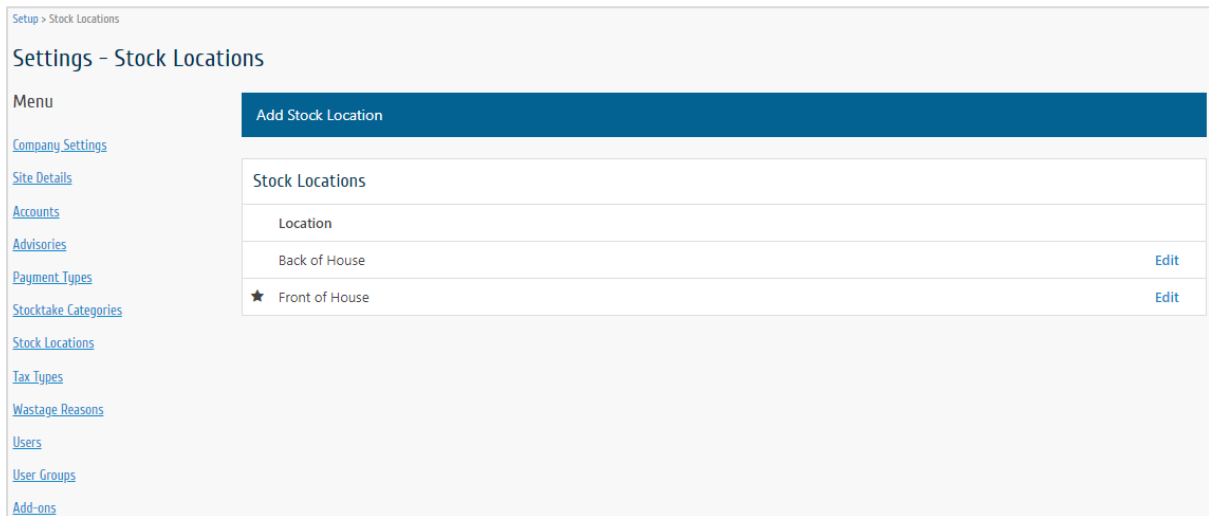 Setup > Stock Locations
Settings - Stock Locations
Menu
Company Settings
Site Details
Accounts
Advisories
Payment Types
Stocktake Categories
Stock Locations
Tax Types
Wastage Reasons
Users
User Groups
Add-ons
Add Stock Location
Stock Locations
Location
Back of House Edit
★ Front of House Edit